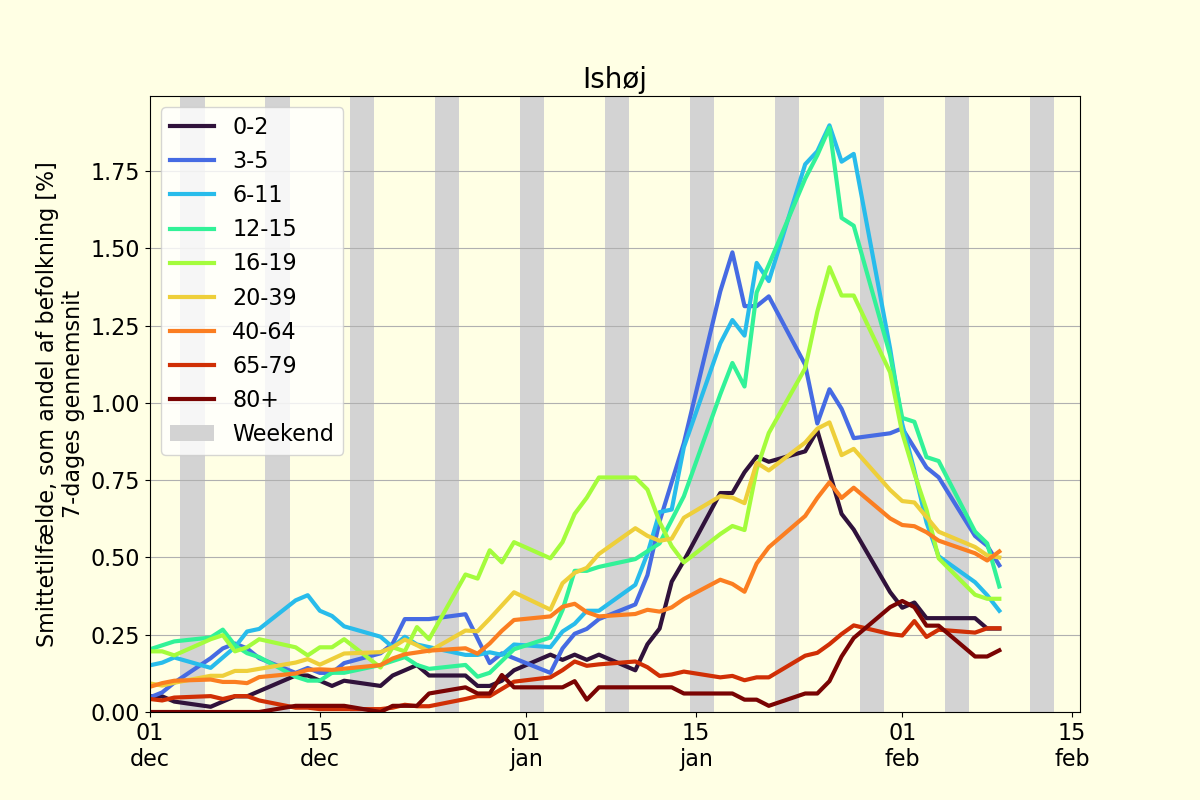 Ishøj
Smittetilfælde, som andel af befolkning [%]
7-dages gennemsnit
1.75
1.50
1.25
1.00
0.75
0.50
0.25
0.00
0-2
3-5
6-11
12-15
16-19
20-39
40-64
65-79
80+
Weekend
01 15 01 15 01 15
dec dec jan jan feb feb